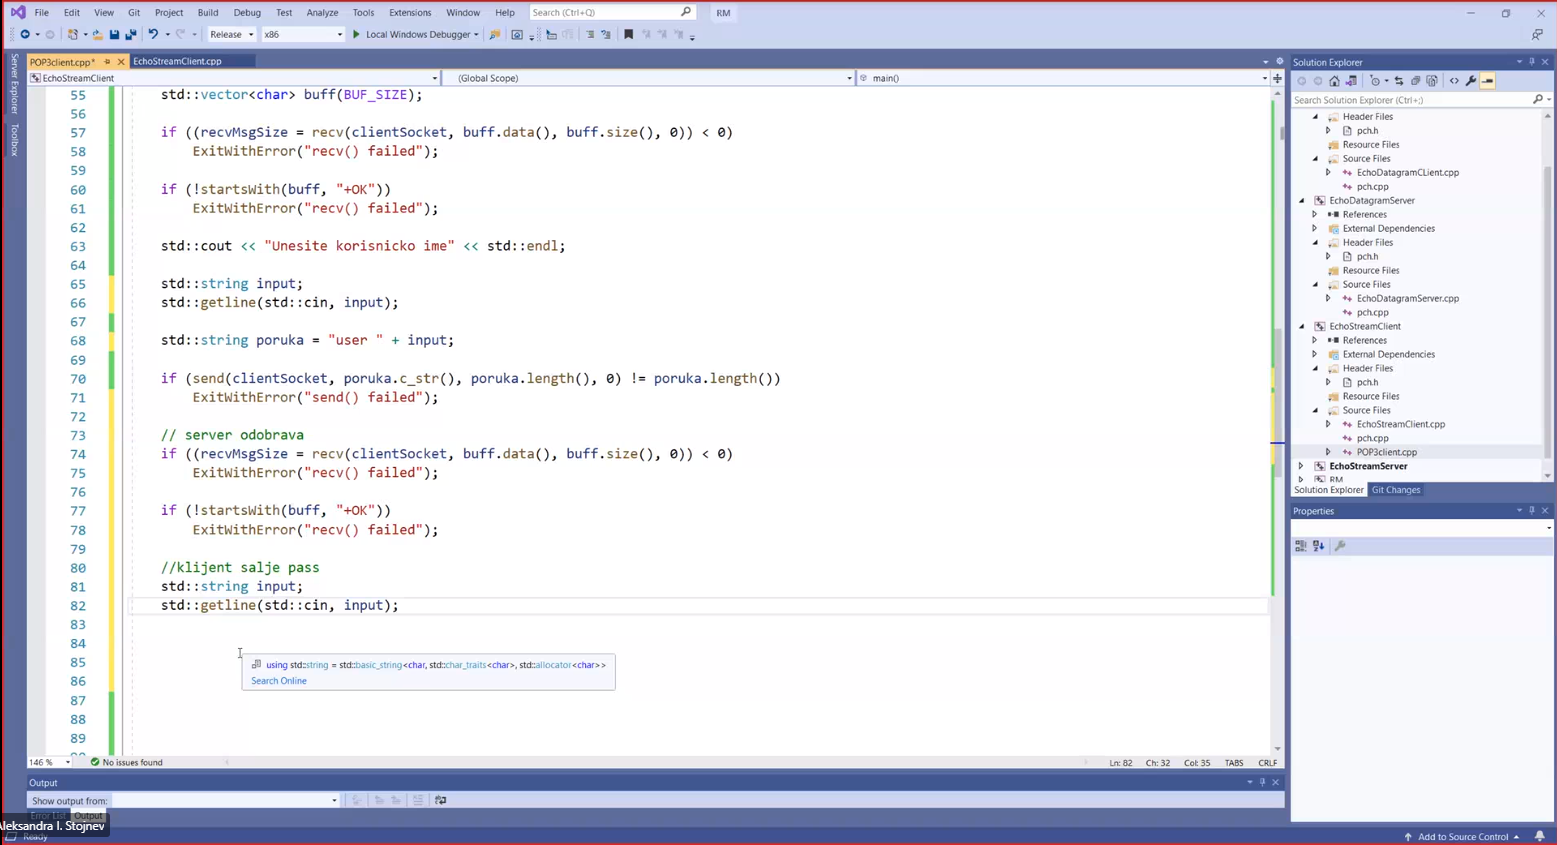 File Edit View Git Project Build Debug Test Analyze Tools Extensions Window Help Search (Ctrl+Q) RM
Release x86 Local Windows Debugger
POP3client.cpp* EchoStreamClient.cpp
EchoStreamClient (Global Scope) main()
Server Explorer
Toolbox
55 std::vector<char> buff(BUF_SIZE);
56
57 if ((recvMsgSize = recv(clientSocket, buff.data(), buff.size(), 0)) < 0)
58 ExitWithError("recv() failed");
59
60 if (!startsWith(buff, "+OK"))
61 ExitWithError("recv() failed");
62
63 std::cout << "Unesite korisnicko ime" << std::endl;
64
65 std::string input;
66 std::getline(std::cin, input);
67
68 std::string poruka = "user " + input;
69
70 if (send(clientSocket, poruka.c_str(), poruka.length(), 0) != poruka.length())
71 ExitWithError("send() failed");
72
73 // server odobrava
74 if ((recvMsgSize = recv(clientSocket, buff.data(), buff.size(), 0)) < 0)
75 ExitWithError("recv() failed");
76
77 if (!startsWith(buff, "+OK"))
78 ExitWithError("recv() failed");
79
80 //klijent salje pass
81 std::string input;
82 std::getline(std::cin, input);
83
84
85
86
87
88
89
using std::string = std::basic_string<char, std::char_traits<char>, std::allocator<char>>
Search Online
146 % No issues found Ln: 82 Ch: 32 Col: 35 TABS CRLF
Output
Show output from:
Error List Output
Aleksandra I. Stojnev
Ready Add to Source Control
Solution Explorer
Search Solution Explorer (Ctrl+;)
Header Files
pch.h
Resource Files
Source Files
EchoDatagramCLient.cpp
pch.cpp
EchoDatagramServer
References
External Dependencies
Header Files
pch.h
Resource Files
Source Files
EchoDatagramServer.cpp
pch.cpp
EchoStreamClient
References
External Dependencies
Header Files
pch.h
Resource Files
Source Files
EchoStreamClient.cpp
pch.cpp
POP3client.cpp
EchoStreamServer
RM
Solution Explorer Git Changes
Properties